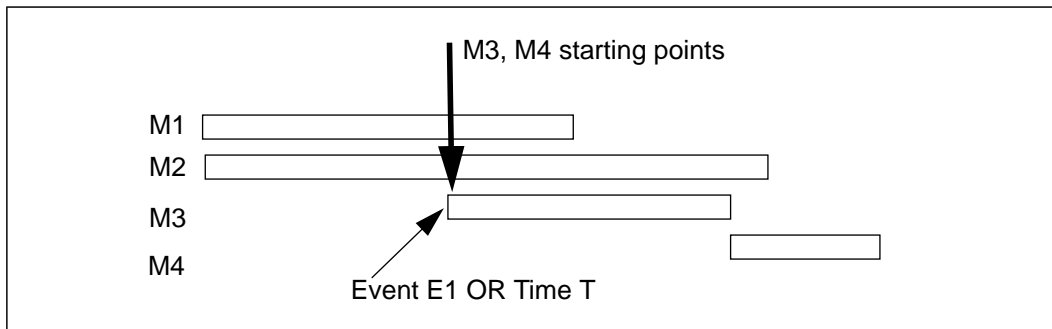 M3, M4 starting points
M1
M2
M3
M4
Event E1 OR Time T